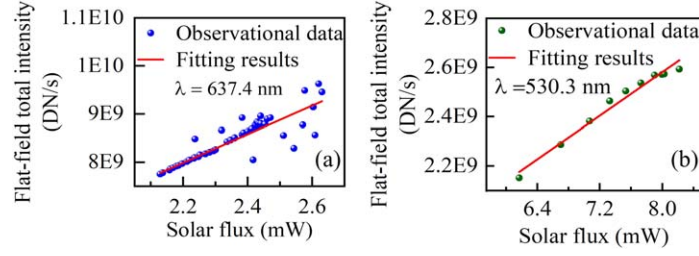 1.1E10
1E10
9E9
8E9
Flat-field total intensity
(DN/s)
Observational data
Fitting results
λ = 637.4 nm
(a)
2.2
2.4
2.6
Solar flux (mW)
2.8E9
2.6E9
2.4E9
2.2E9
Flat-field total intensity
(DN/s)
Observational data
Fitting results
λ =530.3 nm
(b)
6.4
7.2
8.0
Solar flux (mW)